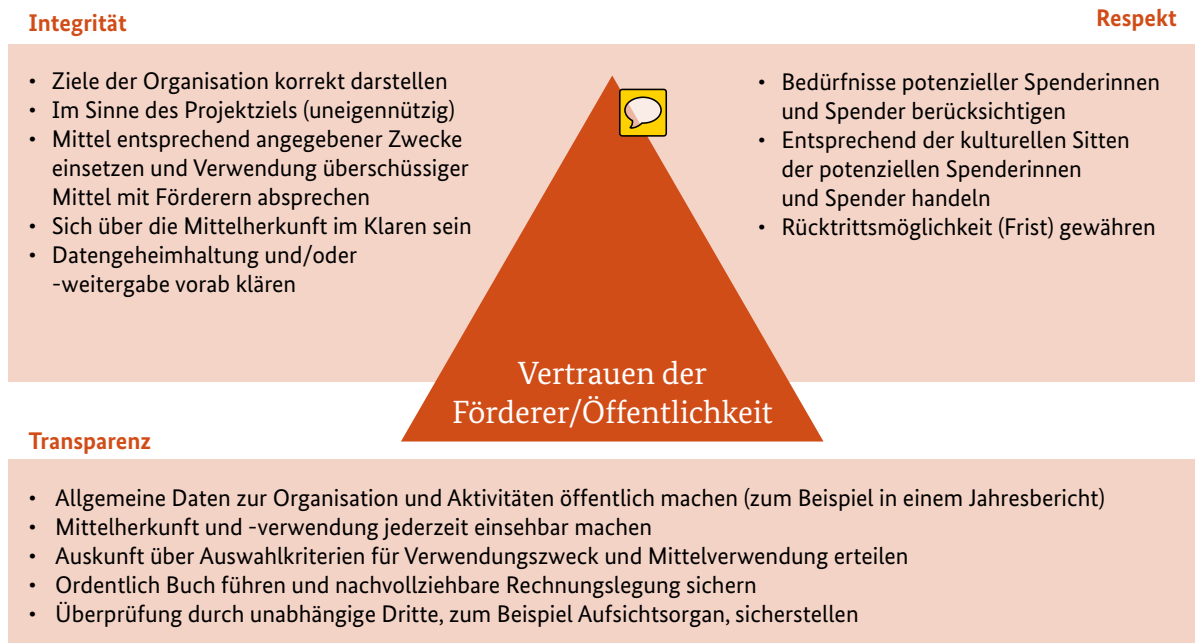 Integrität
• Ziele der Organisation korrekt darstellen
• Im Sinne des Projektziels (uneigennützig)
• Mittel entsprechend angegebener Zwecke
einsetzen und Verwendung überschüssiger
Mittel mit Förderern absprechen
• Sich über die Mittelherkunft im Klaren sein
• Datengeheimhaltung und/oder
-weitergabe vorab klären
Respekt
• Bedürfnisse potenzieller Spenderinnen
und Spender berücksichtigen
• Entsprechend der kulturellen Sitten
der potenziellen Spenderinnen
und Spender handeln
• Rücktrittsmöglichkeit (Frist) gewähren
Vertrauen der
Förderer/Öffentlichkeit
Transparenz
• Allgemeine Daten zur Organisation und Aktivitäten öffentlich machen (zum Beispiel in einem Jahresbericht)
• Mittelherkunft und -verwendung jederzeit einsehbar machen
• Auskunft über Auswahlkriterien für Verwendungszweck und Mittelverwendung erteilen
• Ordentlich Buch führen und nachvollziehbare Rechnungslegung sichern
• Überprüfung durch unabhängige Dritte, zum Beispiel Aufsichtsorgan, sicherstellen